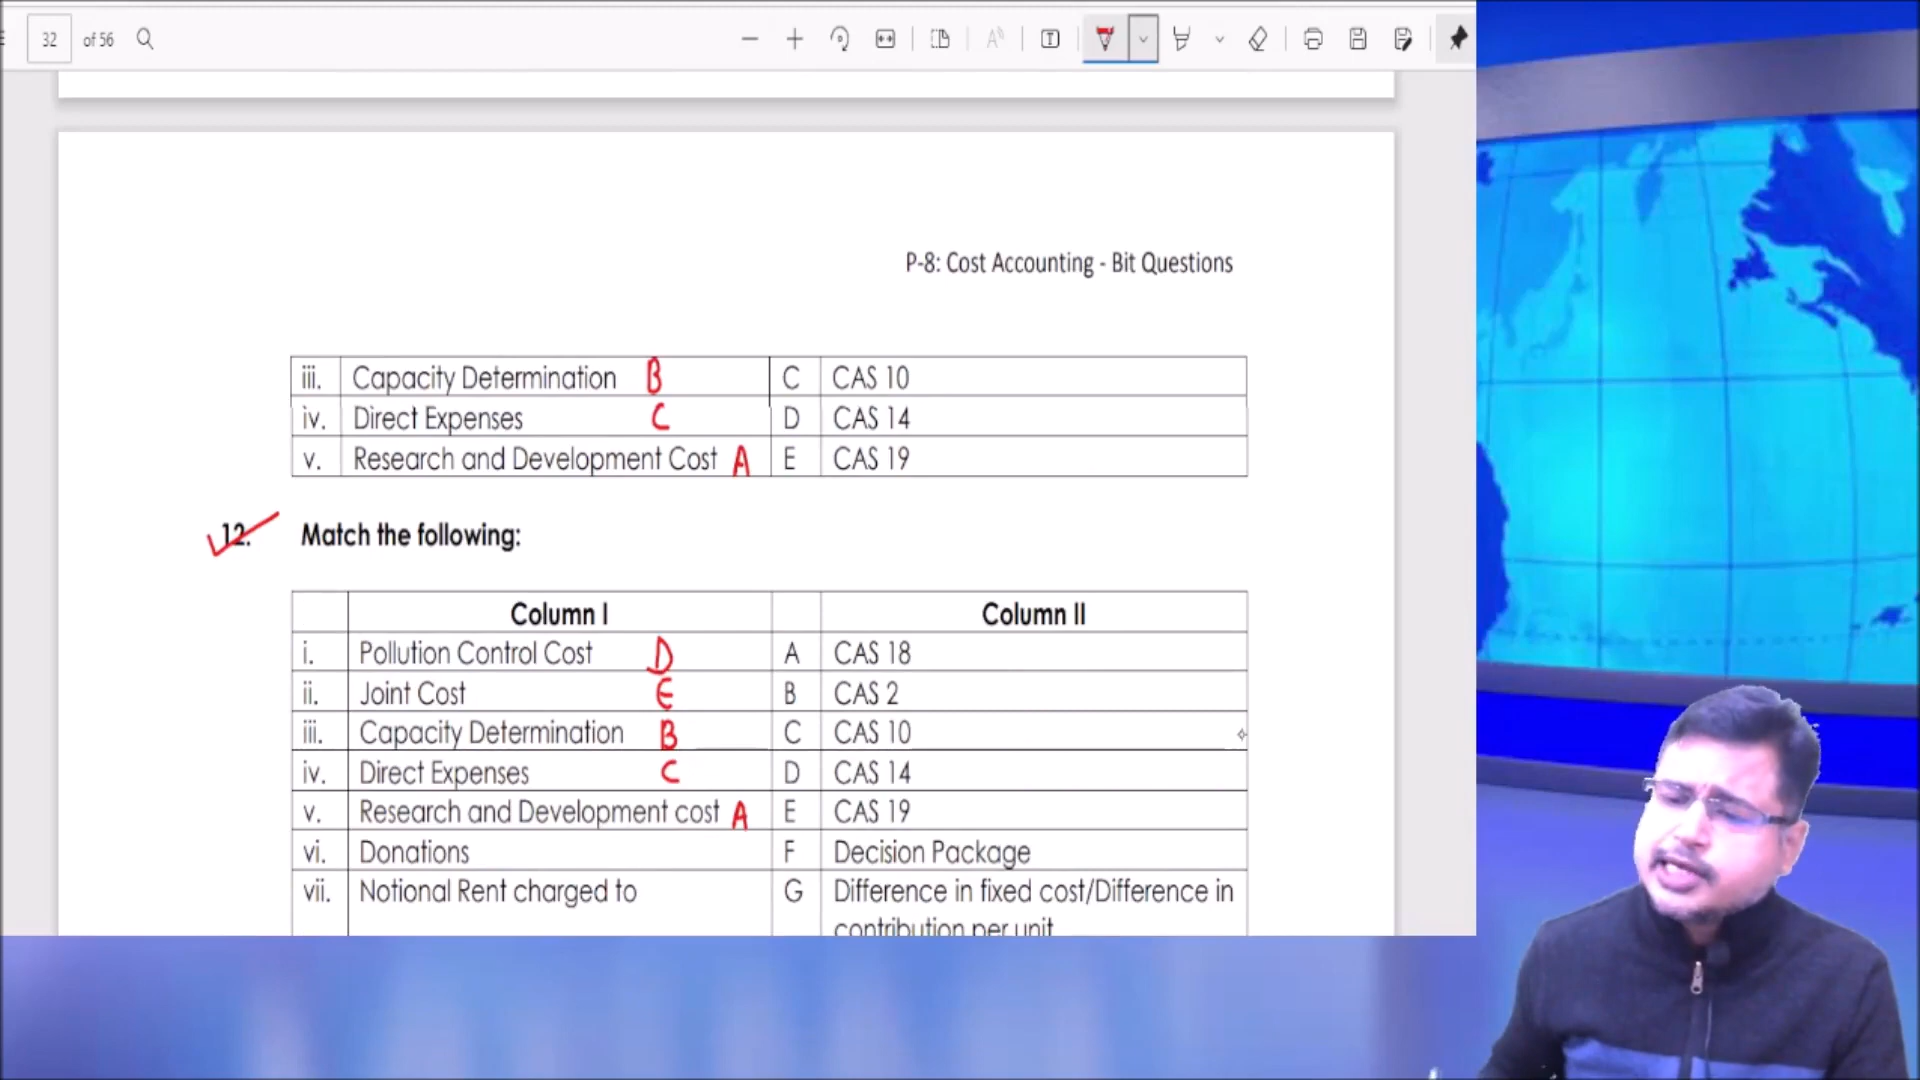 32 of 56
P-8: Cost Accounting - Bit Questions
iii. Capacity Determination B C CAS 10
iv. Direct Expenses C D CAS 14
v. Research and Development Cost A E CAS 19
12. Match the following:
Column I Column II
i. Pollution Control Cost D A CAS 18
ii. Joint Cost E B CAS 2
iii. Capacity Determination B C CAS 10
iv. Direct Expenses C D CAS 14
v. Research and Development cost A E CAS 19
vi. Donations F Decision Package
vii. Notional Rent charged to G Difference in fixed cost/Difference in
contribution per unit